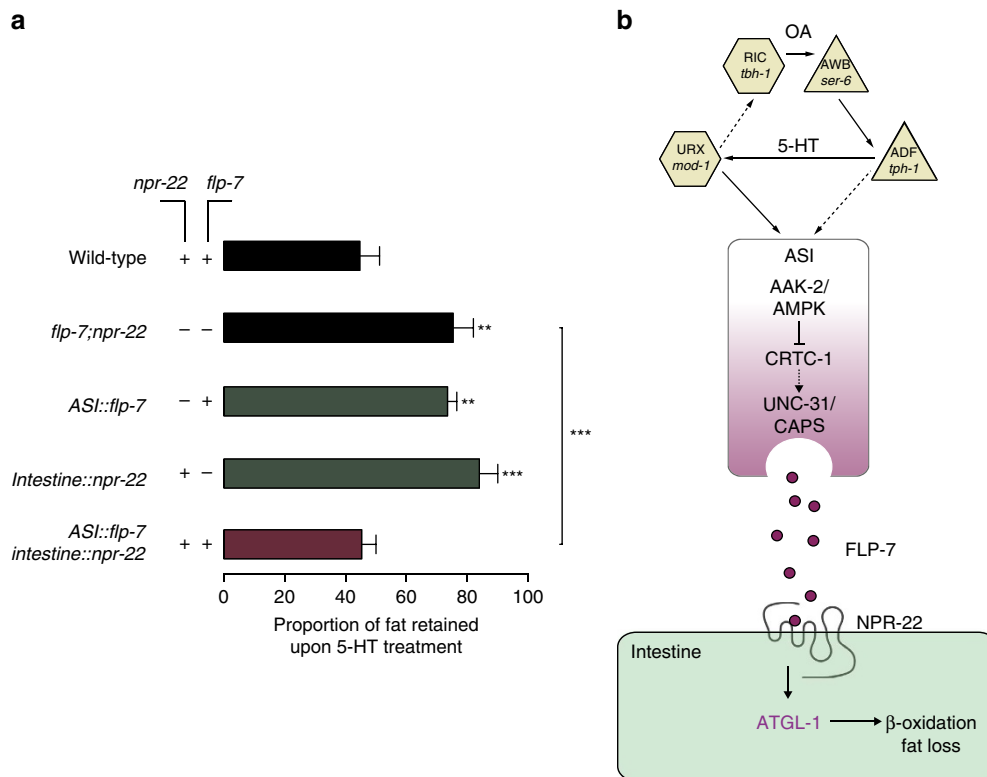 a
npr-22 flp-7
Wild-type + +
flp-7;npr-22 – – **
ASI::flp-7 – + **
Intestine::npr-22 + – ***
ASI::flp-7
intestine::npr-22 + +
***
0 20 40 60 80 100
Proportion of fat retained
upon 5-HT treatment
b
OA
RIC
tbh-1
AWB
ser-6
URX
mod-1
5-HT
ADF
tph-1
ASI
AAK-2/
AMPK
CRTC-1
UNC-31/
CAPS
FLP-7
NPR-22
Intestine
ATGL-1
β-oxidation
fat loss